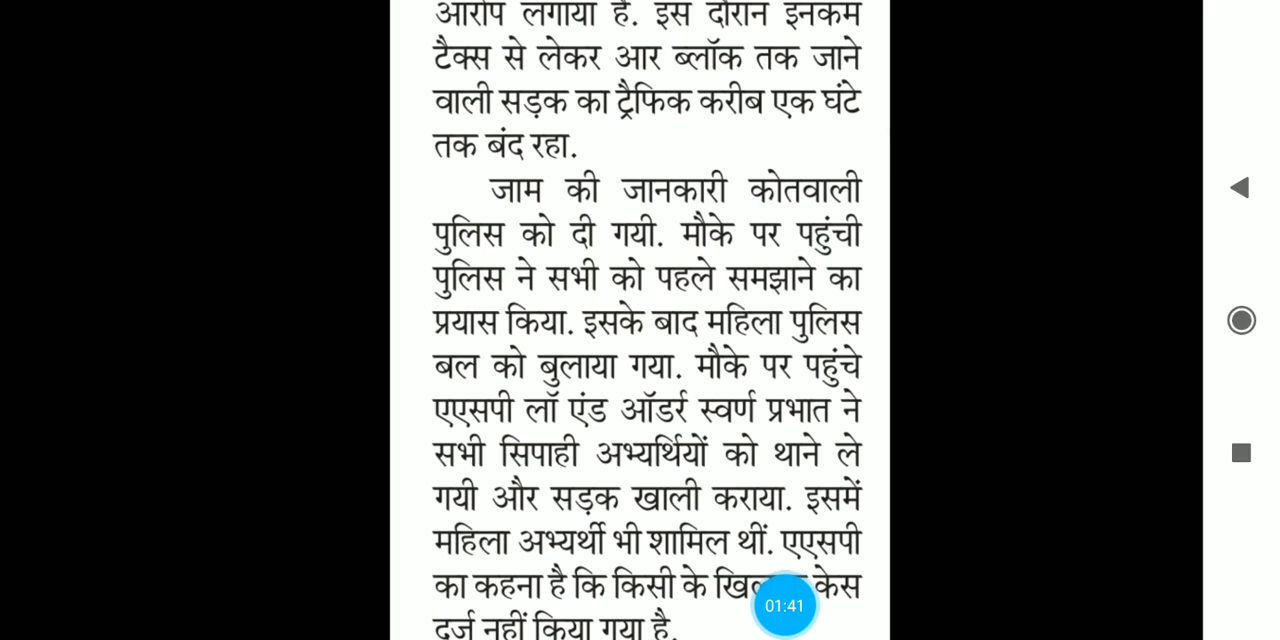 आरोप लगाया है. इस दौरान इनकम
टैक्स से लेकर आर ब्लॉक तक जाने
वाली सड़क का ट्रैफिक करीब एक घंटे
तक बंद रहा.
जाम की जानकारी कोतवाली
पुलिस को दी गयी. मौके पर पहुंची
पुलिस ने सभी को पहले समझाने का
प्रयास किया. इसके बाद महिला पुलिस
बल को बुलाया गया. मौके पर पहुंचे
एएसपी लॉ एंड ऑडर्र स्वर्ण प्रभात ने
सभी सिपाही अभ्यर्थियों को थाने ले
गयी और सड़क खाली कराया. इसमें
महिला अभ्यर्थी भी शामिल थीं. एएसपी
का कहना है कि किसी के केस
दर्ज नहीं किया गया है.
01:41